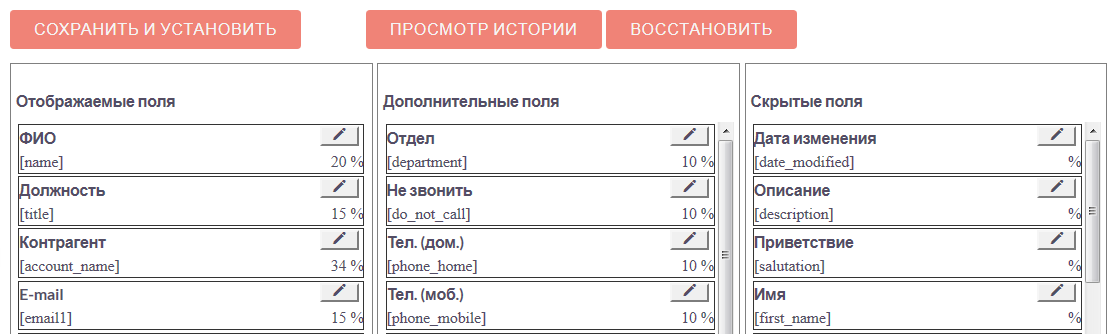 СОХРАНИТЬ И УСТАНОВИТЬ
ПРОСМОТР ИСТОРИИ
ВОССТАНОВИТЬ
Отображаемые поля
ФИО
[name] 20 %
Должность
[title] 15 %
Контрагент
[account_name] 34 %
E-mail
[email1] 15 %
Дополнительные поля
Отдел
[department] 10 %
Не звонить
[do_not_call] 10 %
Тел. (дом.)
[phone_home] 10 %
Тел. (моб.)
[phone_mobile] 10 %
Скрытые поля
Дата изменения
[date_modified] %
Описание
[description] %
Приветствие
[salutation] %
Имя
[first_name] %